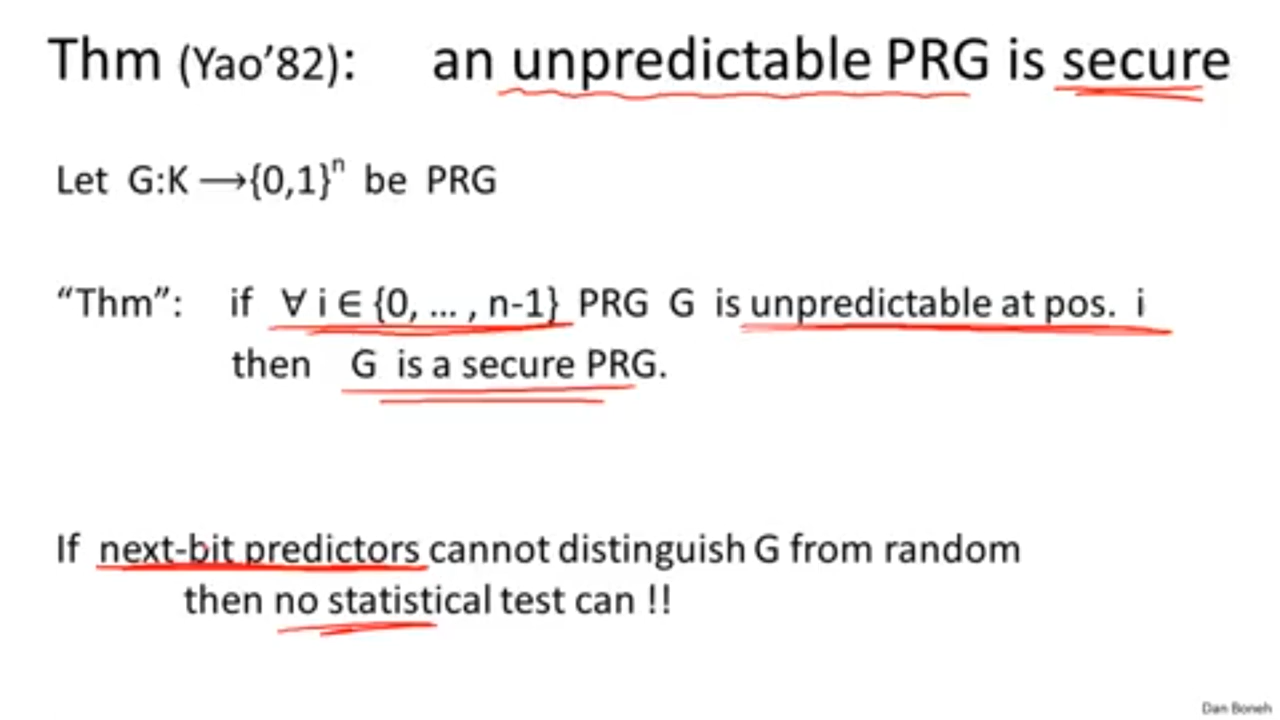 Thm (Yao’82): an unpredictable PRG is secure
Let G:K ⟶{0,1}ⁿ be PRG
“Thm”: if ∀ i ∈ {0, … , n-1} PRG G is unpredictable at pos. i
then G is a secure PRG.
If next-bit predictors cannot distinguish G from random
then no statistical test can !!
Dan Boneh